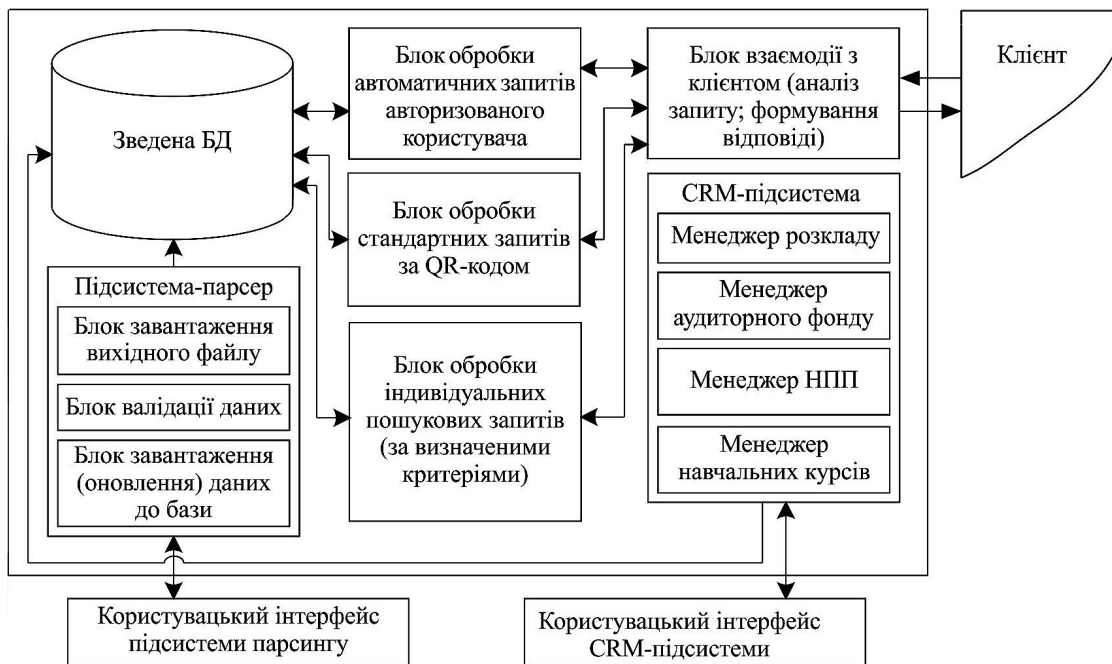 Зведена БД
Блок обробки
автоматичних запитів
авторизованого
користувача
Блок взаємодії з
клієнтом (аналіз
запиту; формування
відповіді)
Клієнт
Блок обробки
стандартних запитів
за QR-кодом
CRM-підсистема
Менеджер розкладу
Менеджер
аудиторного фонду
Менеджер НПП
Менеджер
навчальних курсів
Підсистема-парсер
Блок завантаження
вихідного файлу
Блок валідації даних
Блок завантаження
(оновлення) даних
до бази
Блок обробки
індивідуальних
пошукових запитів
(за визначеними
критеріями)
Користувацький інтерфейс
підсистеми парсингу
Користувацький інтерфейс
CRM-підсистеми